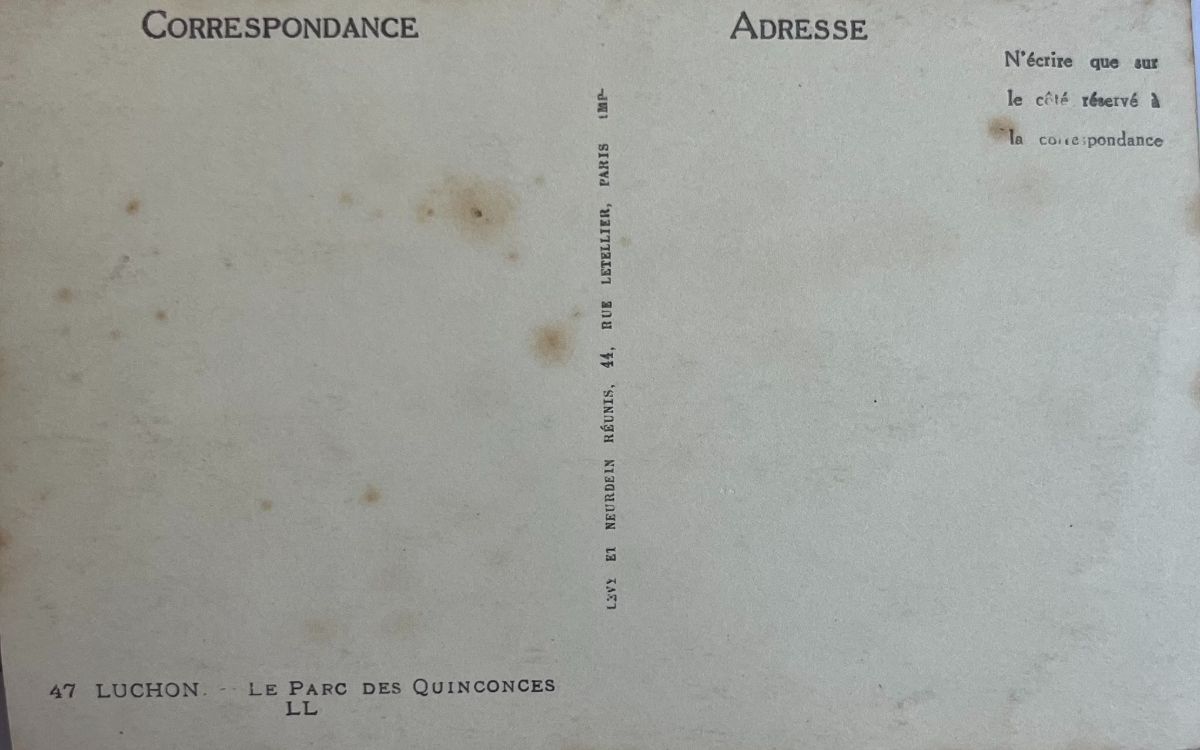 CORRESPONDANCE
ADRESSE
N'écrire que sur
le côté réservé à
la correspondance
LEVY ET NEURDEIN RÉUNIS, 44, RUE LETELLIER, PARIS IMP.
47 LUCHON. -- LE PARC DES QUINCONCES
LL